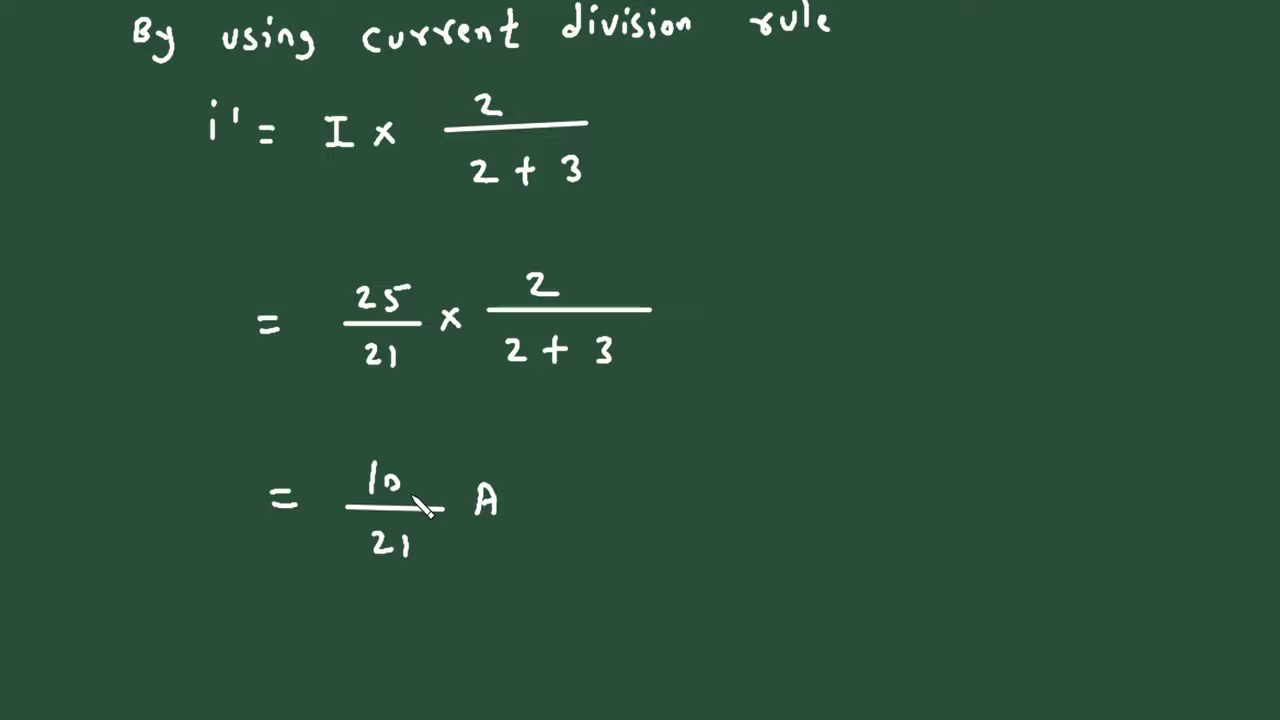 By using current division rule
i' = I × 2 / 2 + 3
= 25 / 21 × 2 / 2 + 3
= 10 / 21 A